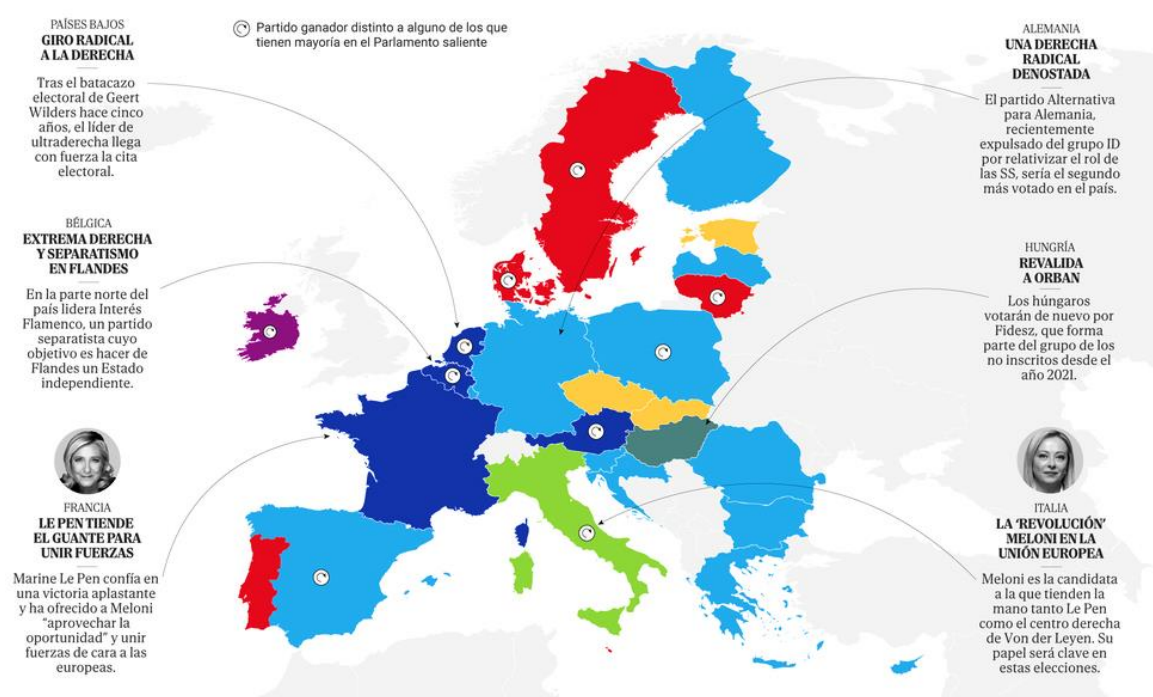 Partido ganador distinto a alguno de los que
tienen mayoría en el Parlamento saliente
PAÍSES BAJOS
GIRO RADICAL
A LA DERECHA
Tras el batacazo
electoral de Geert
Wilders hace cinco
años, el líder de
ultraderecha llega
con fuerza la cita
electoral.
BÉLGICA
EXTREMA DERECHA
Y SEPARATISMO
EN FLANDES
En la parte norte del
país lidera Interés
Flamenco, un partido
separatista cuyo
objetivo es hacer de
Flandes un Estado
independiente.
FRANCIA
LE PEN TIENDE
EL GUANTE PARA
UNIR FUERZAS
Marine Le Pen confía en
una victoria aplastante
y ha ofrecido a Meloni
“aprovechar la
oportunidad” y unir
fuerzas de cara a las
europeas.
ALEMANIA
UNA DERECHA
RADICAL
DENOSTADA
El partido Alternativa
para Alemania,
recientemente
expulsado del grupo ID
por relativizar el rol de
las SS, sería el segundo
más votado en el país.
HUNGRÍA
REVALIDA
A ORBAN
Los húngaros
votarán de nuevo por
Fidesz, que forma
parte del grupo de los
no inscritos desde el
año 2021.
ITALIA
LA ‘REVOLUCIÓN’
MELONI EN LA
UNIÓN EUROPEA
Meloni es la candidata
a la que tienden la
mano tanto Le Pen
como el centro derecha
de Von der Leyen. Su
papel será clave en
estas elecciones.